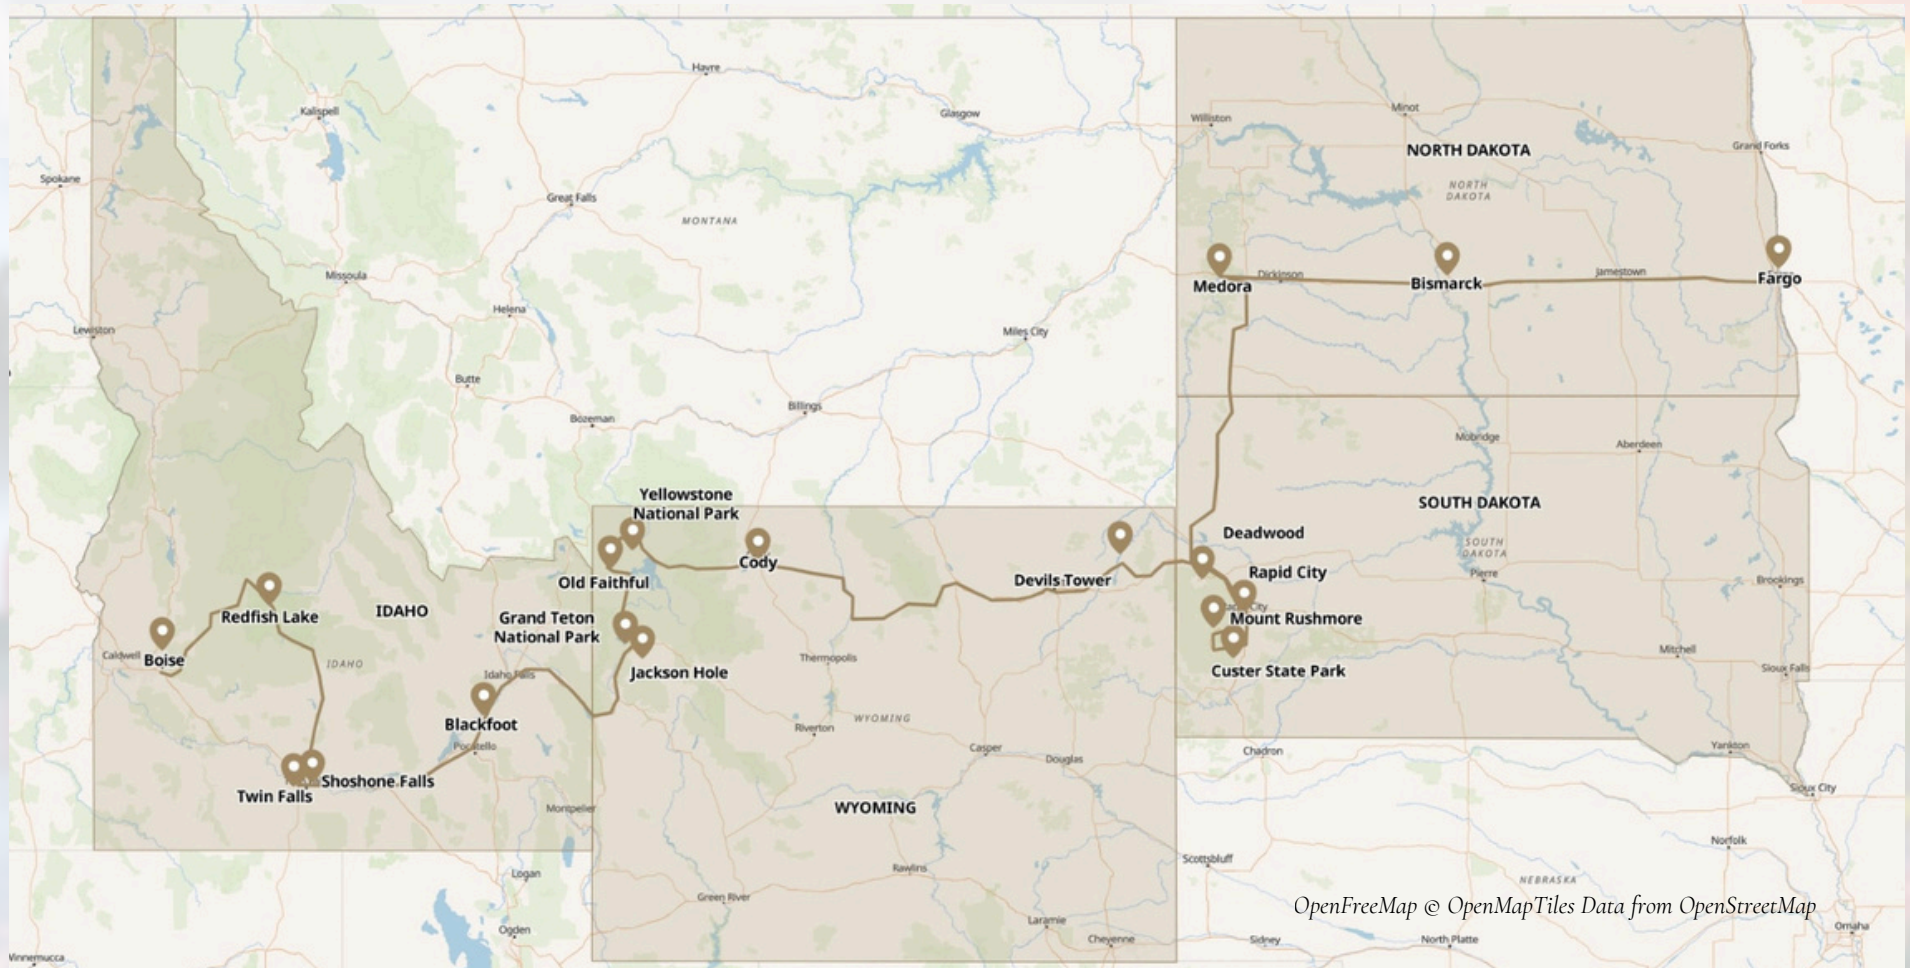 Havre
Kalispell
Glasgow
Minot
Williston
NORTH DAKOTA
Grand Forks
Spokane
NORTH
DAKOTA
Great Falls
MONTANA
Missoula
Dickinson
Jamestown
Medora
Bismarck
Fargo
Helena
Lewiston
Miles City
Butte
Billings
Bozeman
Mobridge
Aberdeen
Yellowstone
National Park
SOUTH DAKOTA
Deadwood
SOUTH
DAKOTA
Cody
Old Faithful
Devils Tower
Rapid City
Pierre
Brookings
Redfish Lake
IDAHO
Grand Teton
National Park
City
Mount Rushmore
Caldwell
Boise
IDAHO
Thermopolis
Mitchell
Jackson Hole
Custer State Park
Sioux Falls
Idaho Falls
Blackfoot
WYOMING
Riverton
Pocatello
Casper
Douglas
Chadron
Yankton
Twin Falls
Shoshone Falls
Sioux City
Montpelier
WYOMING
Norfolk
Scottsbluff
Rawlins
Logan
NEBRASKA
Green River
OpenFreeMap © OpenMapTiles Data from OpenStreetMap
Laramie
Omaha
Ogden
Cheyenne
Sidney
North Platte
Winnemucca